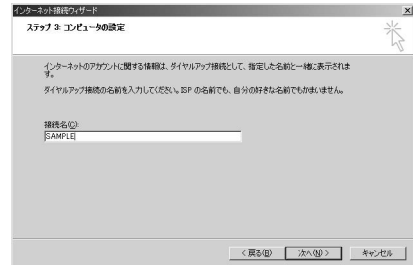 インターネット接続ウィザード
ステップ 3: コンピュータの設定
インターネットのアカウントに関する情報は、ダイヤルアップ接続として、指定した名前と一緒に表示されま
す。
ダイヤルアップ接続の名前を入力してください。ISP の名前でも、自分の好きな名前でもかまいません。
接続名(C):
SAMPLE
< 戻る(B)
次へ(N) >
キャンセル